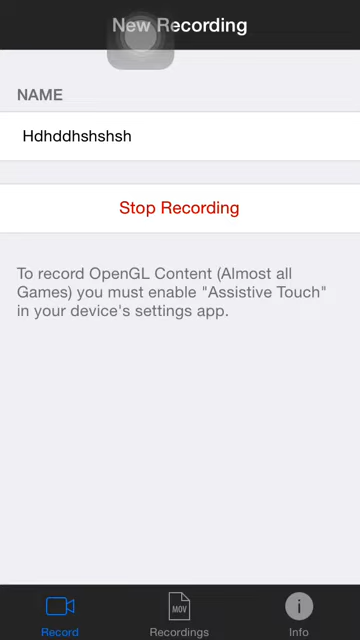 New Recording
NAME
Hdhddhshshsh
Stop Recording
To record OpenGL Content (Almost all
Games) you must enable "Assistive Touch"
in your device's settings app.
MOV
Record
Recordings
Info